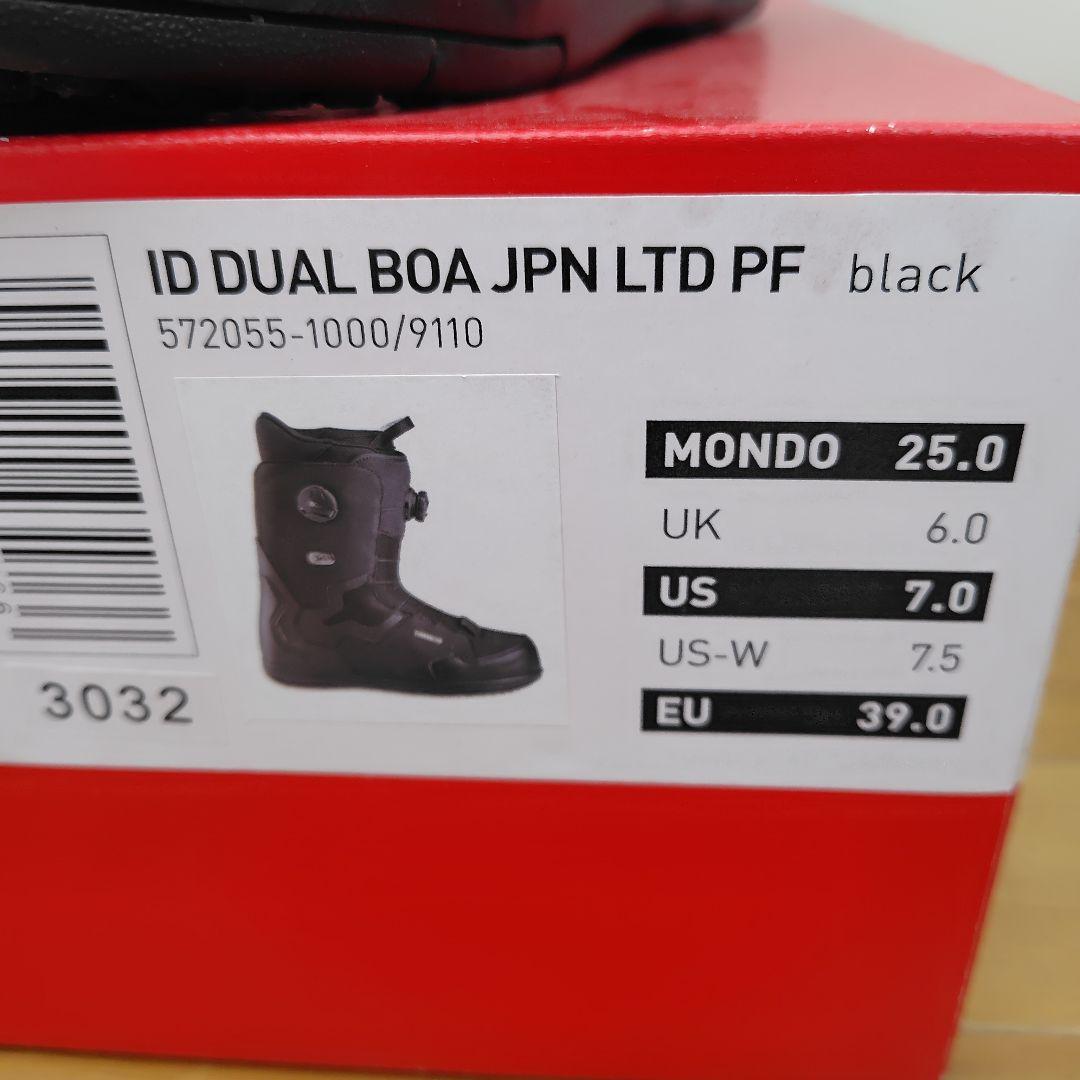 ID DUAL BOA JPN LTD PF black
572055-1000/9110
MONDO 25.0
UK 6.0
US 7.0
US-W 7.5
EU 39.0
3032